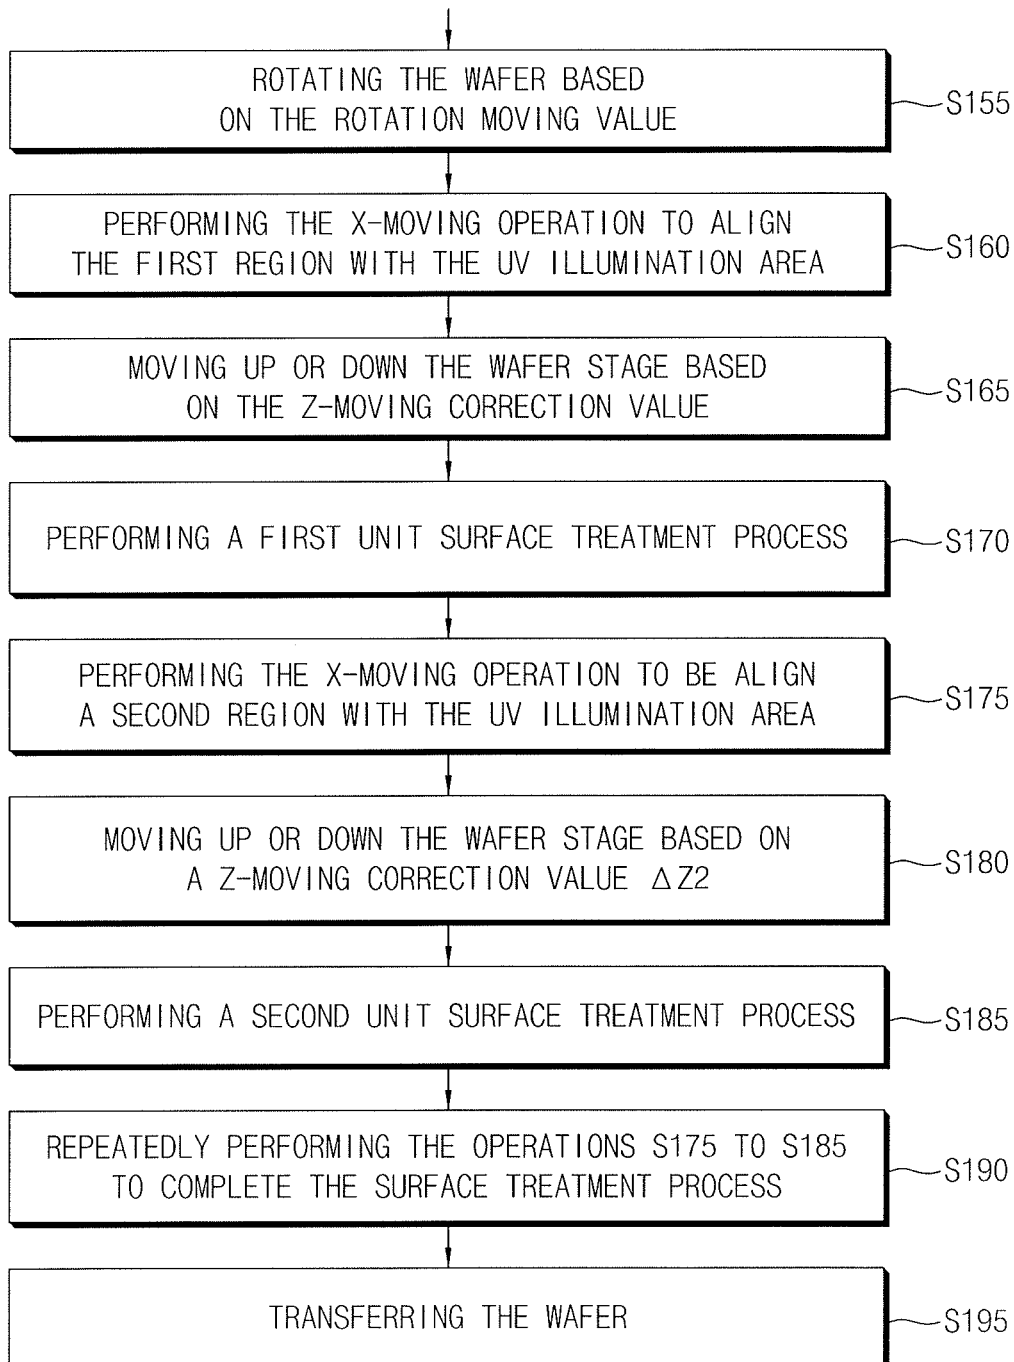 ROTATING THE WAFER BASED
ON THE ROTATION MOVING VALUE
S155
PERFORMING THE X-MOVING OPERATION TO ALIGN
THE FIRST REGION WITH THE UV ILLUMINATION AREA
S160
MOVING UP OR DOWN THE WAFER STAGE BASED
ON THE Z-MOVING CORRECTION VALUE
S165
PERFORMING A FIRST UNIT SURFACE TREATMENT PROCESS
S170
PERFORMING THE X-MOVING OPERATION TO BE ALIGN
A SECOND REGION WITH THE UV ILLUMINATION AREA
S175
MOVING UP OR DOWN THE WAFER STAGE BASED ON
A Z-MOVING CORRECTION VALUE ΔZ2
S180
PERFORMING A SECOND UNIT SURFACE TREATMENT PROCESS
S185
REPEATEDLY PERFORMING THE OPERATIONS S175 TO S185
TO COMPLETE THE SURFACE TREATMENT PROCESS
S190
TRANSFERRING THE WAFER
S195